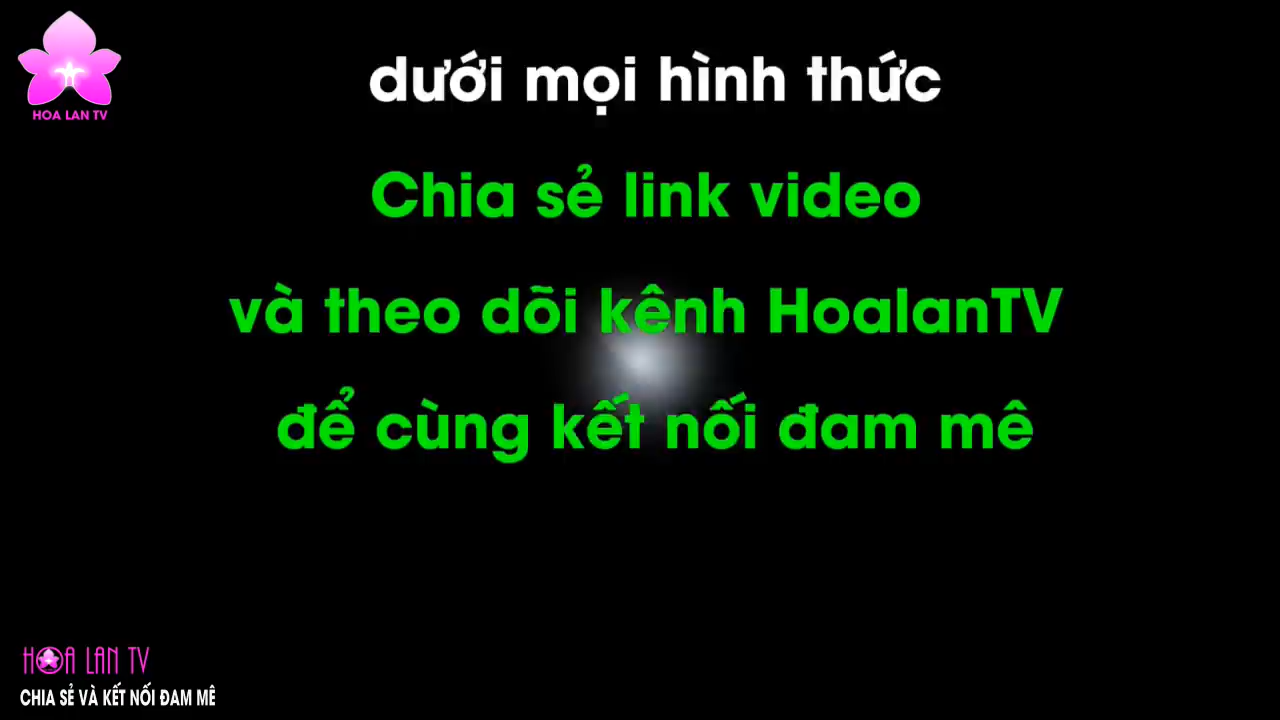 HOA LAN TV
dưới mọi hình thức
Chia sẻ link video
và theo dõi kênh HoalanTV
để cùng kết nối đam mê
HOA LAN TV
CHIA SẺ VÀ KẾT NỐI ĐAM MÊ